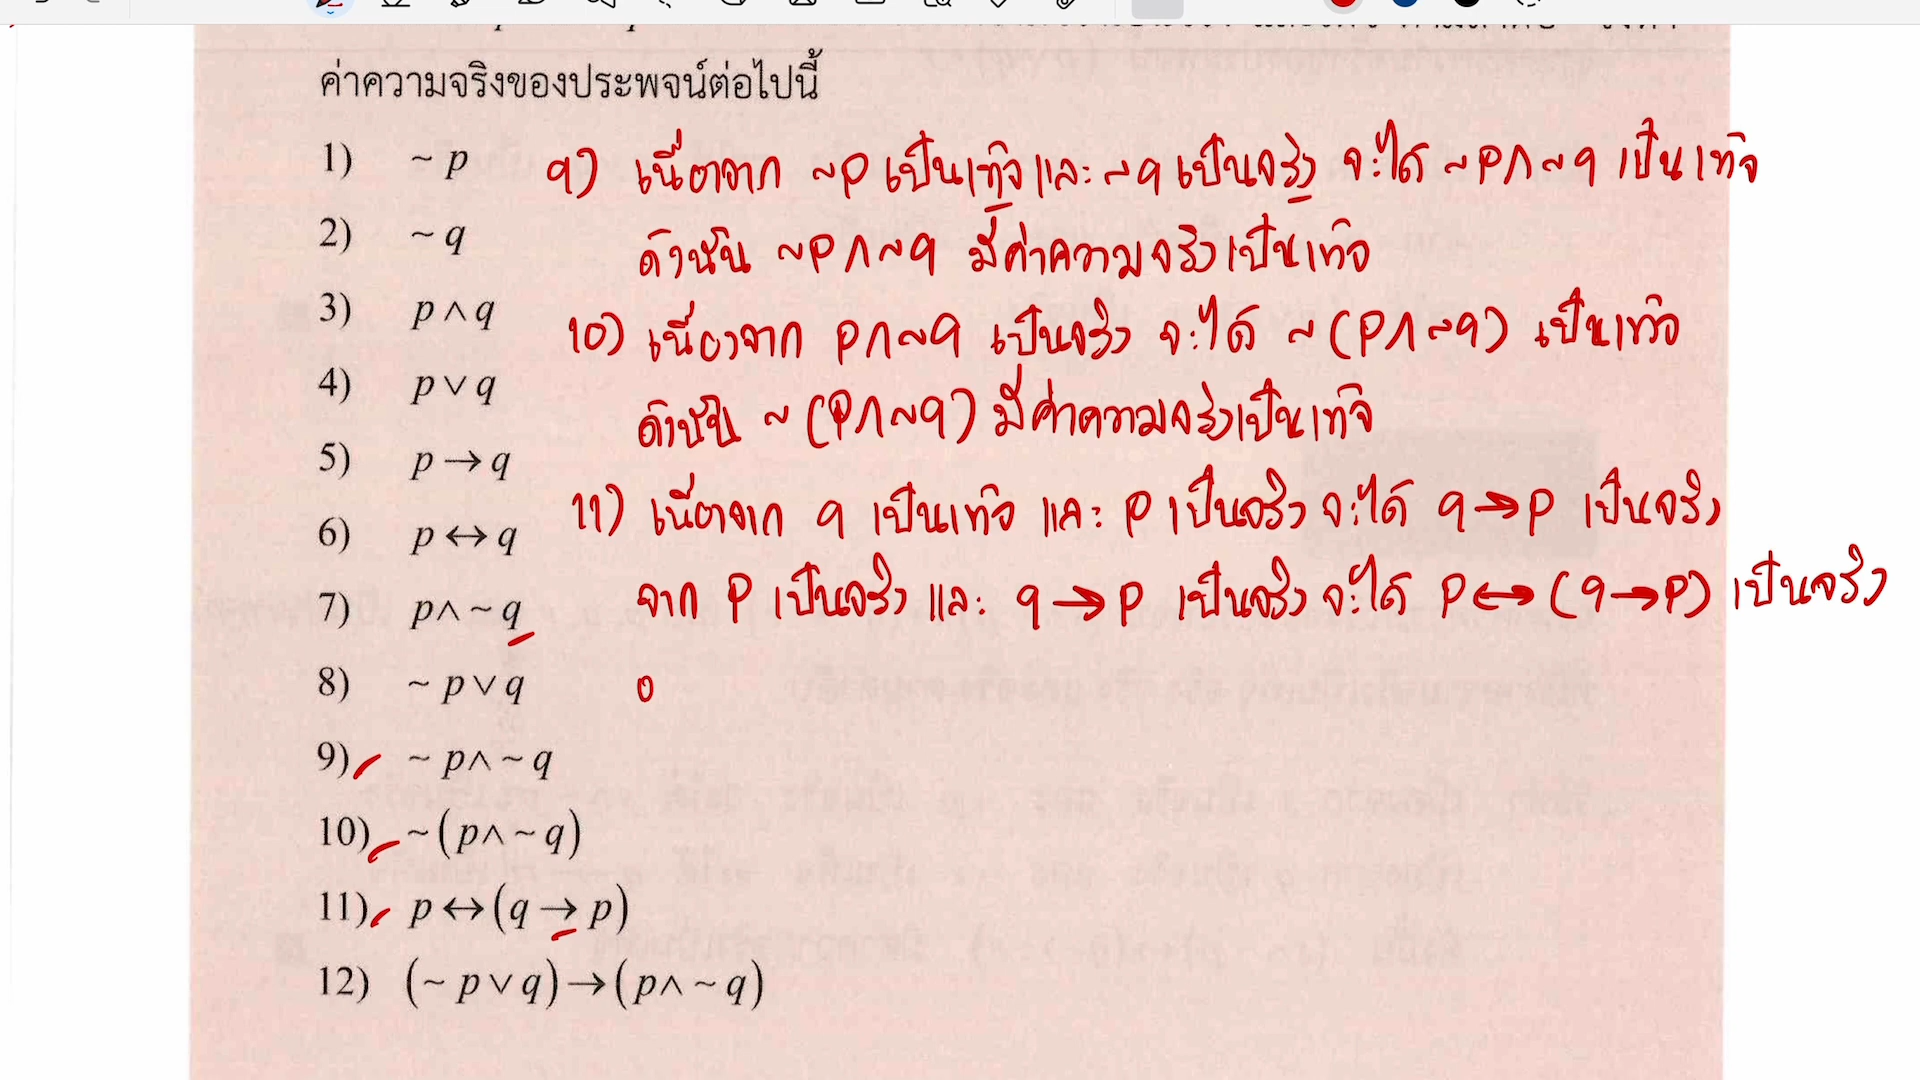 ค่าความจริงของประพจน์ต่อไปนี้
1) ~ p
2) ~ q
3) p ∧ q
4) p ∨ q
5) p → q
6) p ↔ q
7) p ∧ ~ q
8) ~ p ∨ q
9) ~ p ∧ ~ q
10) ~ (p ∧ ~ q)
11) p ↔ (q → p)
12) (~ p ∨ q) → (p ∧ ~ q)
9) เนื่องจาก ~p เป็นเท็จ และ ~q เป็นจริง จะได้ ~p ∧ ~q เป็นเท็จ
ดังนั้น ~p ∧ ~q มีค่าความจริงเป็นเท็จ
10) เนื่องจาก p ∧ ~q เป็นจริง จะได้ ~(p ∧ ~q) เป็นเท็จ
ดังนั้น ~(p ∧ ~q) มีค่าความจริงเป็นเท็จ
11) เนื่องจาก q เป็นเท็จ และ p เป็นจริง จะได้ q → p เป็นจริง
จาก p เป็นจริง และ q → p เป็นจริง จะได้ p ↔ (q → p) เป็นจริง